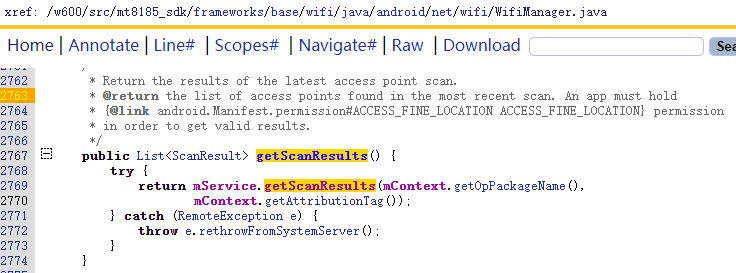 xref: /w600/src/mt8185_sdk/frameworks/base/wifi/java/android/net/wifi/WifiManager.java
Home | Annotate | Line# | Scopes# | Navigate# | Raw | Download
2762 * Return the results of the latest access point scan.
2763 * @return the list of access points found in the most recent scan. An app must hold
2764 * {@link android.Manifest.permission#ACCESS_FINE_LOCATION ACCESS_FINE_LOCATION} permission
2765 * in order to get valid results.
2766 */
2767 public List<ScanResult> getScanResults() {
2768 try {
2769 return mService.getScanResults(mContext.getOpPackageName(),
2770 mContext.getAttributionTag());
2771 } catch (RemoteException e) {
2772 throw e.rethrowFromSystemServer();
2773 }
2774 }